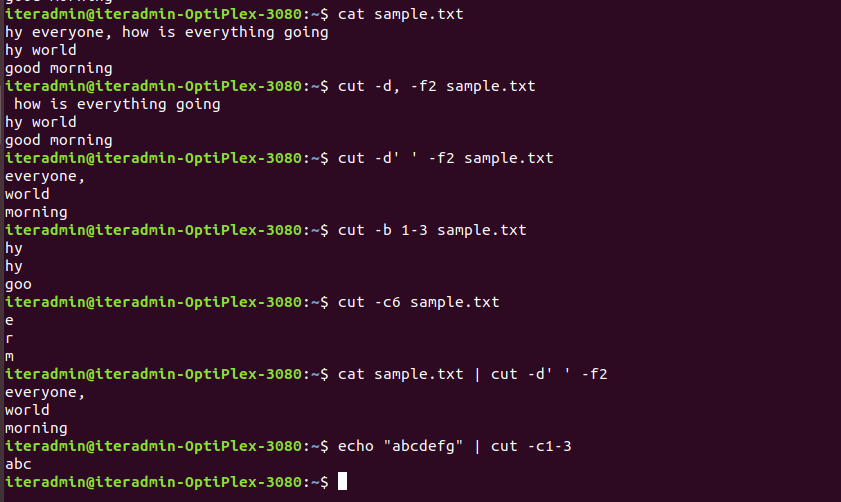 good morning
iteradmin@iteradmin-OptiPlex-3080:~$ cat sample.txt
hy everyone, how is everything going
hy world
good morning
iteradmin@iteradmin-OptiPlex-3080:~$ cut -d, -f2 sample.txt
 how is everything going
hy world
good morning
iteradmin@iteradmin-OptiPlex-3080:~$ cut -d' ' -f2 sample.txt
everyone,
world
morning
iteradmin@iteradmin-OptiPlex-3080:~$ cut -b 1-3 sample.txt
hy
hy
goo
iteradmin@iteradmin-OptiPlex-3080:~$ cut -c6 sample.txt
e
r
m
iteradmin@iteradmin-OptiPlex-3080:~$ cat sample.txt | cut -d' ' -f2
everyone,
world
morning
iteradmin@iteradmin-OptiPlex-3080:~$ echo "abcdefg" | cut -c1-3
abc
iteradmin@iteradmin-OptiPlex-3080:~$